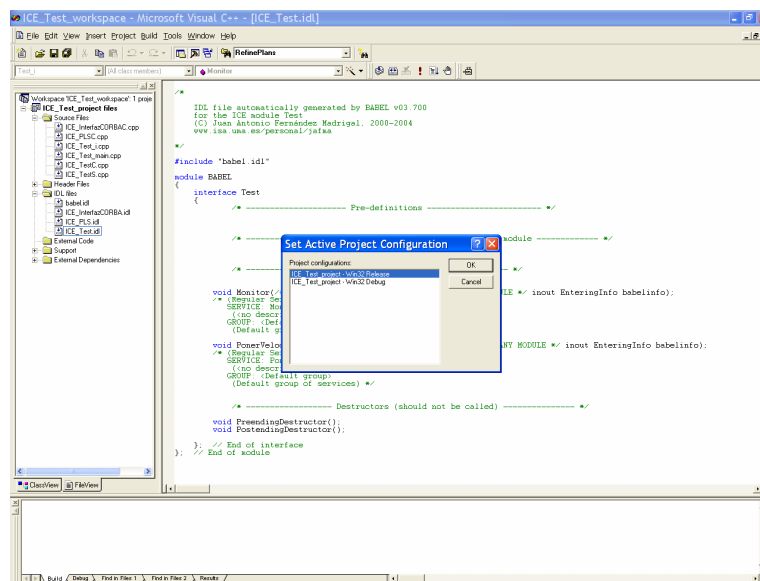 ICE_Test_workspace - Microsoft Visual C++ - [ICE_Test.idl]
File Edit View Insert Project Build Tools Window Help
RefinePlans
Test_i
(All class members)
Monitor
Workspace 'ICE_Test_workspace': 1 proje
ICE_Test_project files
Source Files
ICE_InterfazCORBAC.cpp
ICE_PLSC.cpp
ICE_Test_i.cpp
ICE_Test_main.cpp
ICE_TestC.cpp
ICE_TestS.cpp
Header Files
IDL files
babel.idl
ICE_InterfazCORBA.idl
ICE_PLS.idl
ICE_Test.idl
External Code
Support
External Dependencies
ClassView
FileView
/*
IDL file automatically generated by BABEL v03.700
for the ICE module Test
(C) Juan Antonio Fernández Madrigal, 2000-2004
www.isa.uma.es/personal/jafma
*/
#include "babel.idl"
module BABEL
{
interface Test
{
/* -------------------- Pre-definitions ----------------------- */
/* module ------------- */
/* -- */
void Monitor(/ LE */ inout EnteringInfo babelinfo);
/* (Regular Se
SERVICE: Mo
(<no descr
GROUP: <Defa
(Default g
void PonerVeloc NY MODULE */ inout EnteringInfo babelinfo);
/* (Regular Se
SERVICE: Po
(<no descr
GROUP: <Default group>
(Default group of services) */
/* ----------------- Destructors (should not be called) --------------- */
void PreendingDestructor();
void PostendingDestructor();
}; // End of interface
}; // End of module
Set Active Project Configuration
Project configurations:
ICE_Test_project - Win32 Release
ICE_Test_project - Win32 Debug
OK
Cancel
Build Debug Find in Files 1 Find in Files 2 Results